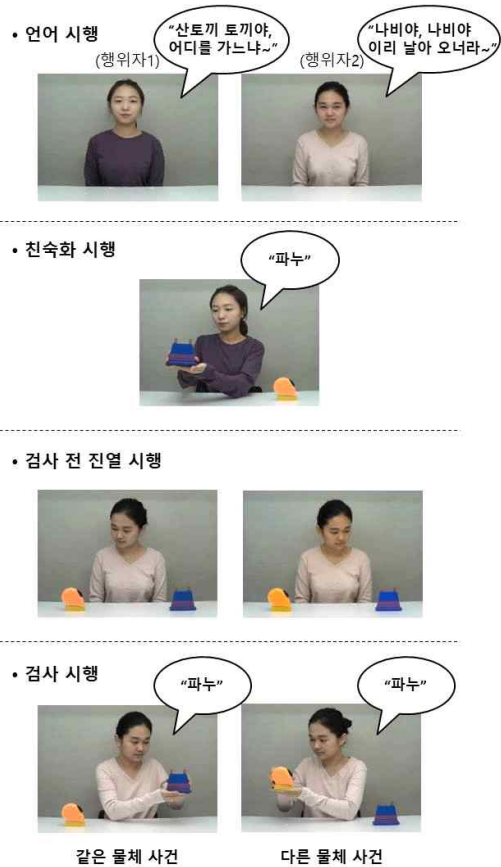 • 언어 시행
(행위자1)
“산토끼 토끼야,
어디를 가느냐~”
(행위자2)
“나비야, 나비야
이리 날아 오너라~”
• 친숙화 시행
“파누”
• 검사 전 진열 시행
• 검사 시행
“파누”
“파누”
같은 물체 사건
다른 물체 사건